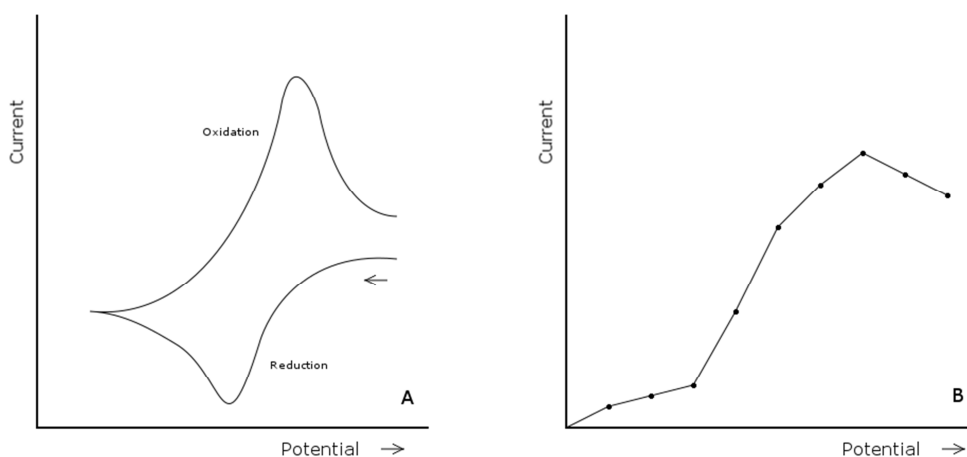 Current
Oxidation
Reduction
A
Potential
Current
B
Potential